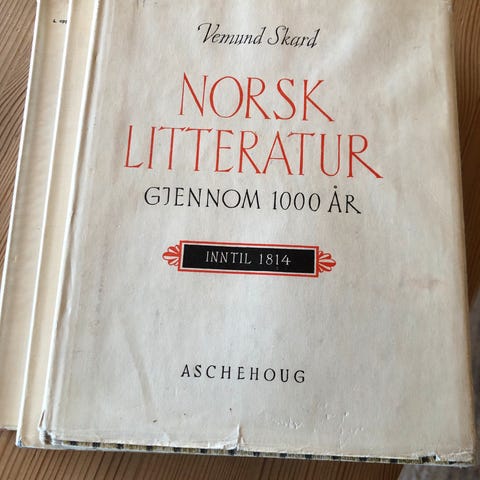 Vemund Skard
NORSK
LITTERATUR
GJENNOM 1000 ÅR
INNTIL 1814
ASCHEHOUG